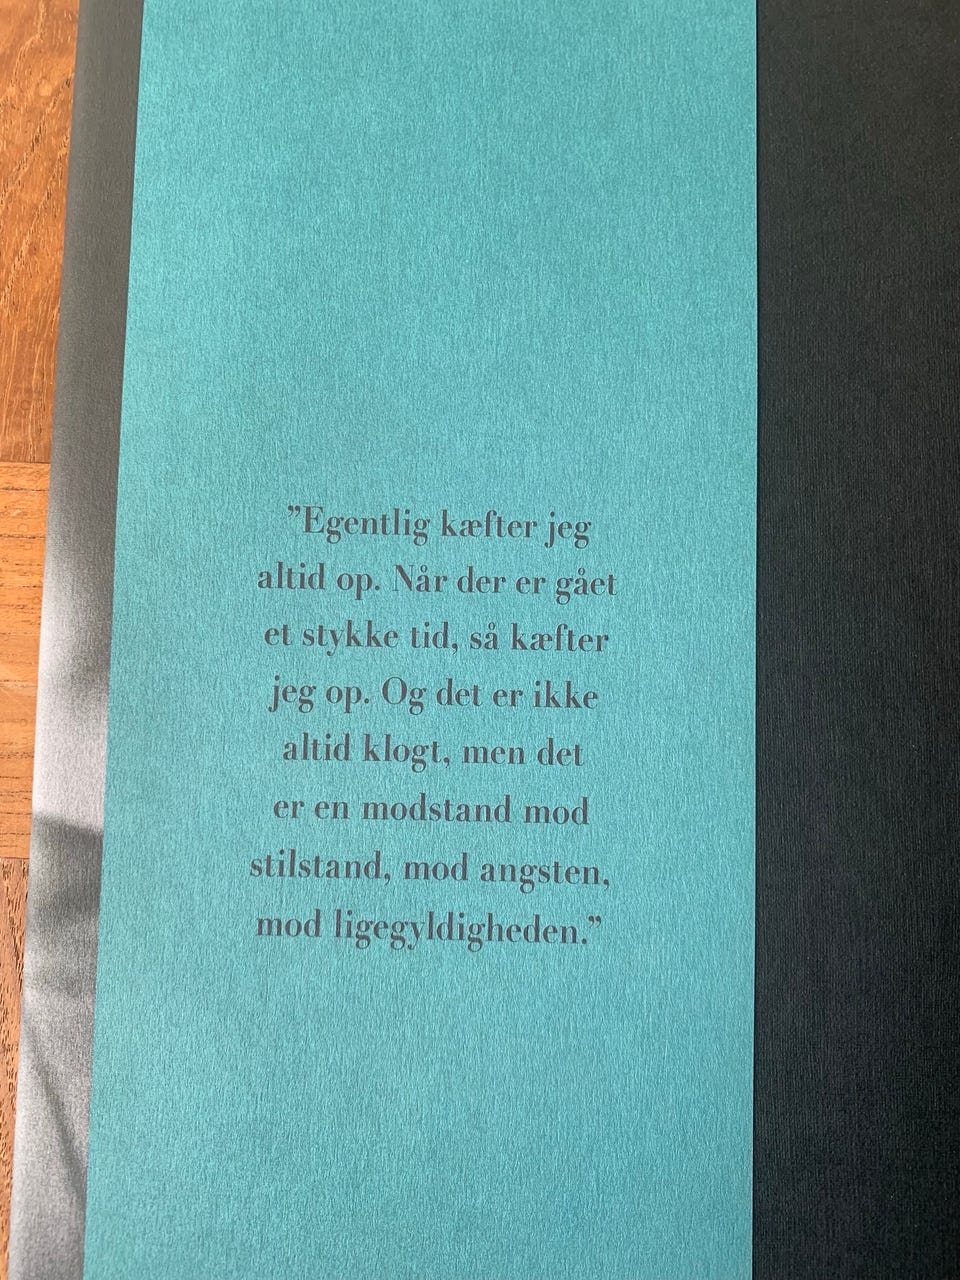 ”Egentlig kæfter jeg
altid op. Når der er gået
et stykke tid, så kæfter
jeg op. Og det er ikke
altid klogt, men det
er en modstand mod
stilstand, mod angsten,
mod ligegyldigheden.”